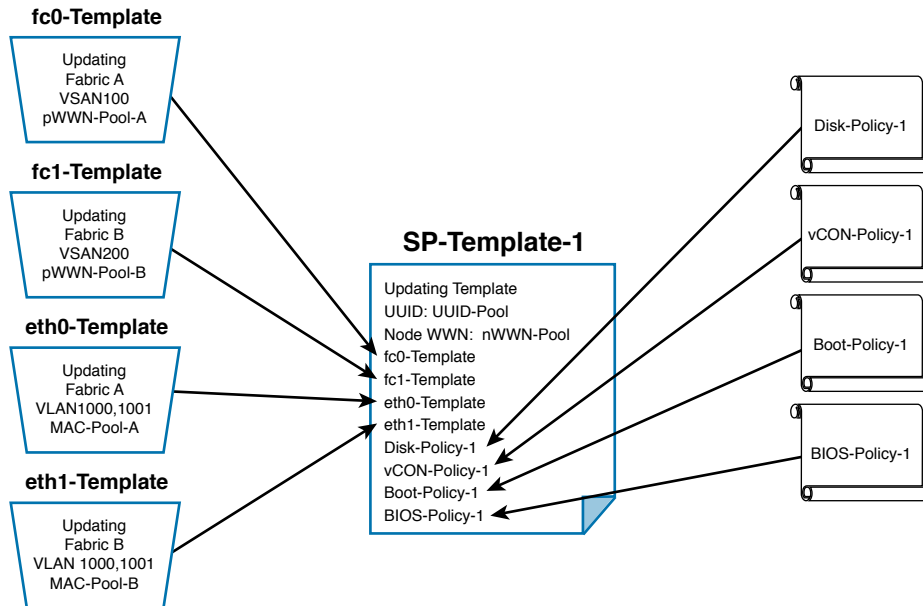 fc0-Template
Updating
Fabric A
VSAN100
pWWN-Pool-A
fc1-Template
Updating
Fabric B
VSAN200
pWWN-Pool-B
eth0-Template
Updating
Fabric A
VLAN1000,1001
MAC-Pool-A
eth1-Template
Updating
Fabric B
VLAN 1000,1001
MAC-Pool-B
SP-Template-1
Updating Template
UUID: UUID-Pool
Node WWN: nWWN-Pool
fc0-Template
fc1-Template
eth0-Template
eth1-Template
Disk-Policy-1
vCON-Policy-1
Boot-Policy-1
BIOS-Policy-1
Disk-Policy-1
vCON-Policy-1
Boot-Policy-1
BIOS-Policy-1